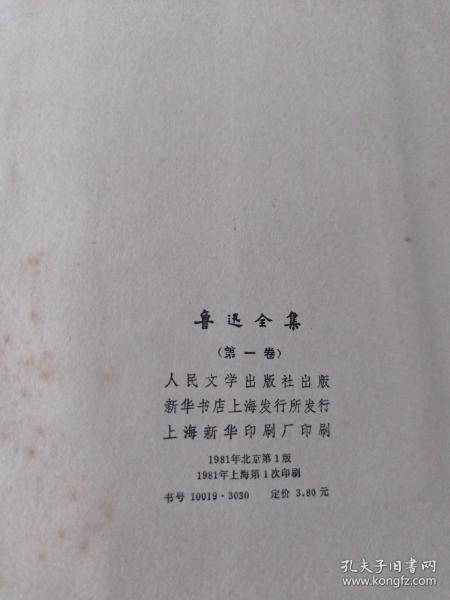 鲁迅全集
（第一卷）
人民文学出版社出版
新华书店上海发行所发行
上海新华印刷厂印刷
1981年北京第1版
1981年上海第1次印刷
书号 10019·3030 定价 3.80 元
孔夫子旧书网
www.kongfz.com